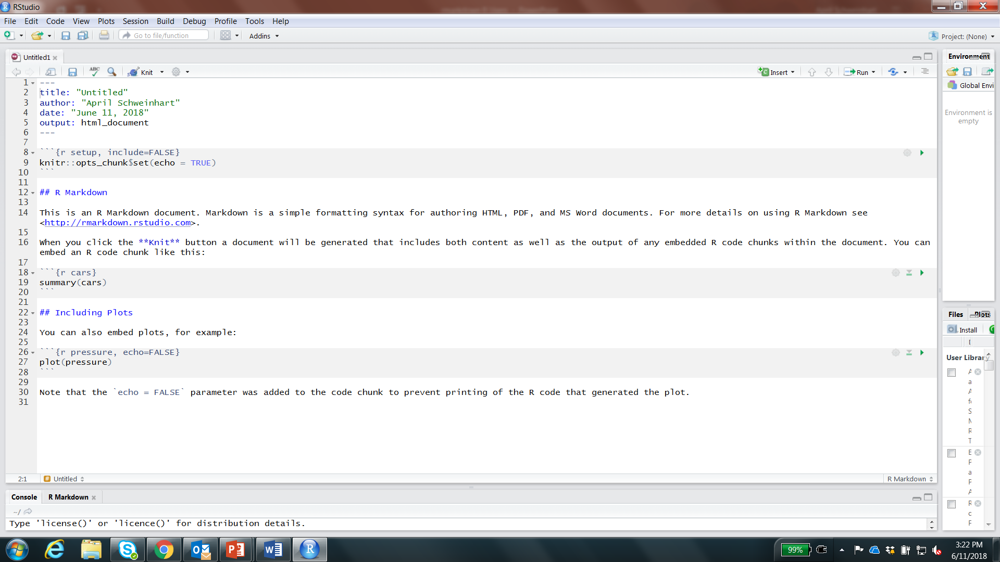 RStudio
File Edit Code View Plots Session Build Debug Profile Tools Help
Go to file/function Addins Project: (None)
Untitled1
ABC Knit Insert Run
1 ---
2 title: "Untitled"
3 author: "April Schweinhart"
4 date: "June 11, 2018"
5 output: html_document
6 ---
7
8 ```{r setup, include=FALSE}
9 knitr::opts_chunk$set(echo = TRUE)
10 ```
11
12 ## R Markdown
13
14 This is an R Markdown document. Markdown is a simple formatting syntax for authoring HTML, PDF, and MS Word documents. For more details on using R Markdown see
<http://rmarkdown.rstudio.com>.
15
16 When you click the **Knit** button a document will be generated that includes both content as well as the output of any embedded R code chunks within the document. You can
embed an R code chunk like this:
17
18 ```{r cars}
19 summary(cars)
20 ```
21
22 ## Including Plots
23
24 You can also embed plots, for example:
25
26 ```{r pressure, echo=FALSE}
27 plot(pressure)
28 ```
29
30 Note that the `echo = FALSE` parameter was added to the code chunk to prevent printing of the R code that generated the plot.
31
2:1 Untitled R Markdown
Console R Markdown
~/
Type 'license()' or 'licence()' for distribution details.
Environment
Global Envi
Environment is
empty
Files Plots
Install
User Library
A
a
A
S
N
R
T
E
P
a
P
A
R
c
F
99%
3:22 PM
6/11/2018